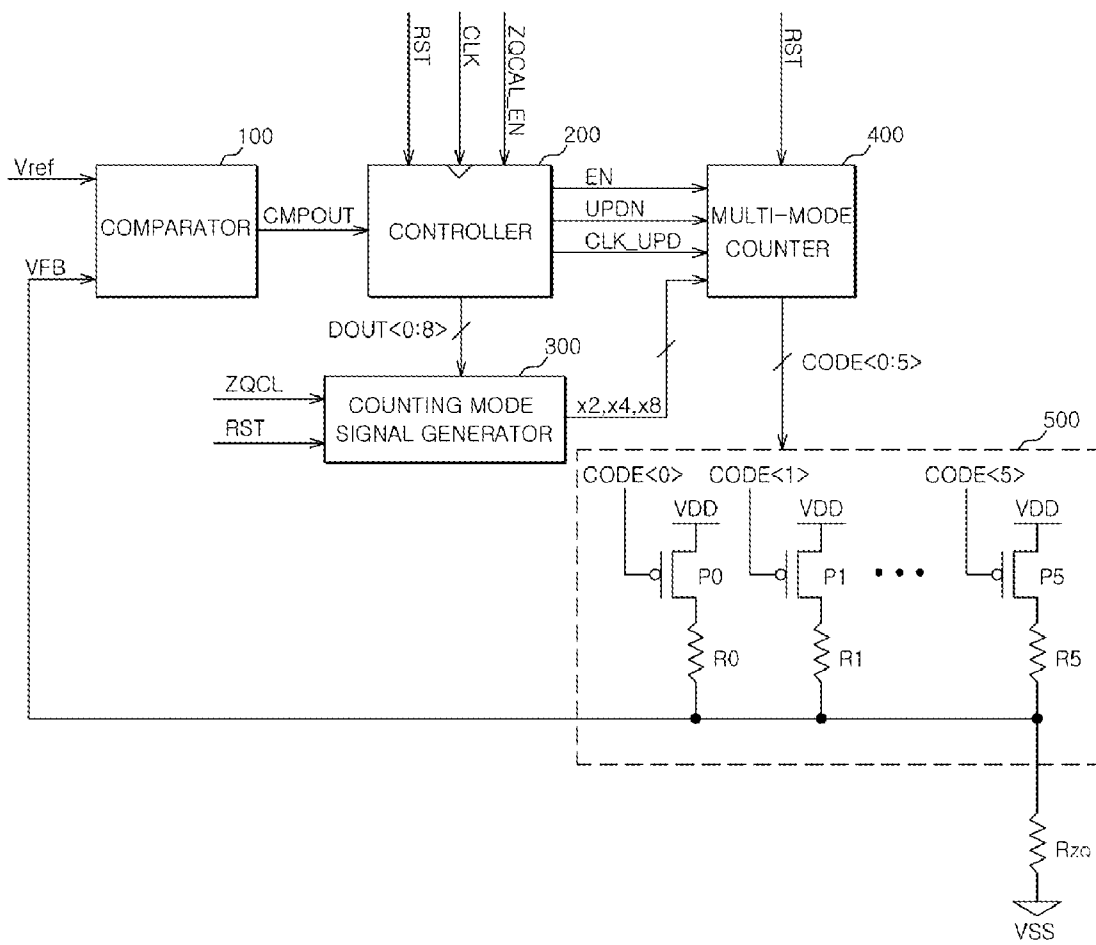 RST
CLK
ZQCAL_EN
RST
100
200
400
Vref
VFB
COMPARATOR
CMPOUT
CONTROLLER
EN
UPDN
CLK_UPD
MULTI-MODE
COUNTER
DOUT<0:8>
300
CODE<0:5>
ZQCL
RST
COUNTING MODE
SIGNAL GENERATOR
x2,x4,x8
500
CODE<0>
CODE<1>
CODE<5>
VDD
VDD
VDD
P0
P1
P5
R0
R1
R5
Rzq
VSS